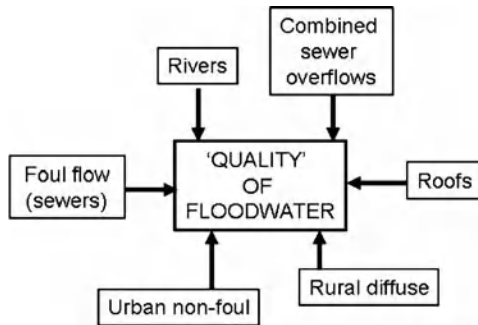 Combined
sewer
overflows
Rivers
Foul flow
(sewers)
‘QUALITY’
OF
FLOODWATER
Roofs
Urban non-foul
Rural diffuse